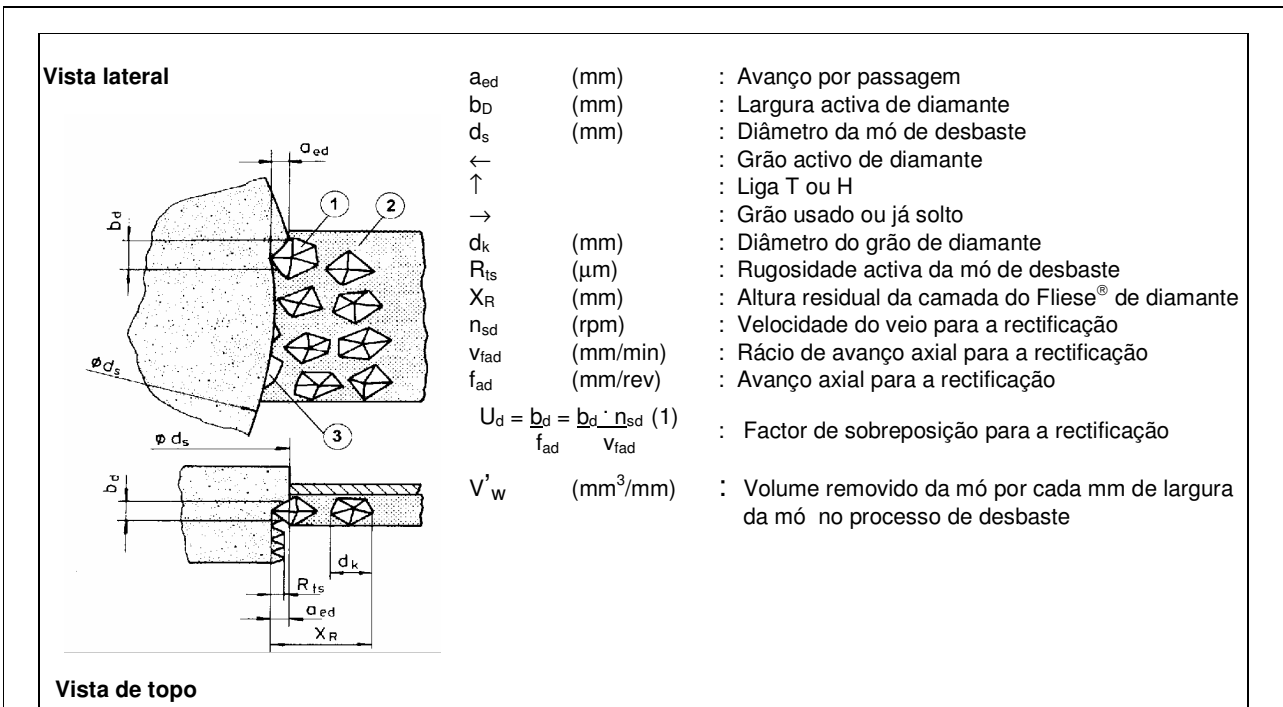 Vista lateral
a_ed (mm) : Avanço por passagem
b_D (mm) : Largura activa de diamante
d_s (mm) : Diâmetro da mó de desbaste
← : Grão activo de diamante
↑ : Liga T ou H
→ : Grão usado ou já solto
d_k (mm) : Diâmetro do grão de diamante
R_ts (μm) : Rugosidade activa da mó de desbaste
X_R (mm) : Altura residual da camada do Fliese® de diamante
n_sd (rpm) : Velocidade do veio para a rectificação
v_fad (mm/min) : Rácio de avanço axial para a rectificação
f_ad (mm/rev) : Avanço axial para a rectificação
U_d = b_d = b_d · n_sd (1) : Factor de sobreposição para a rectificação
f_ad v_fad
V'_w (mm³/mm) : Volume removido da mó por cada mm de largura
da mó no processo de desbaste
a_ed
1
2
b_d
ø d_s
3
ø d_s
b_d
d_k
R_ts
a_ed
X_R
Vista de topo